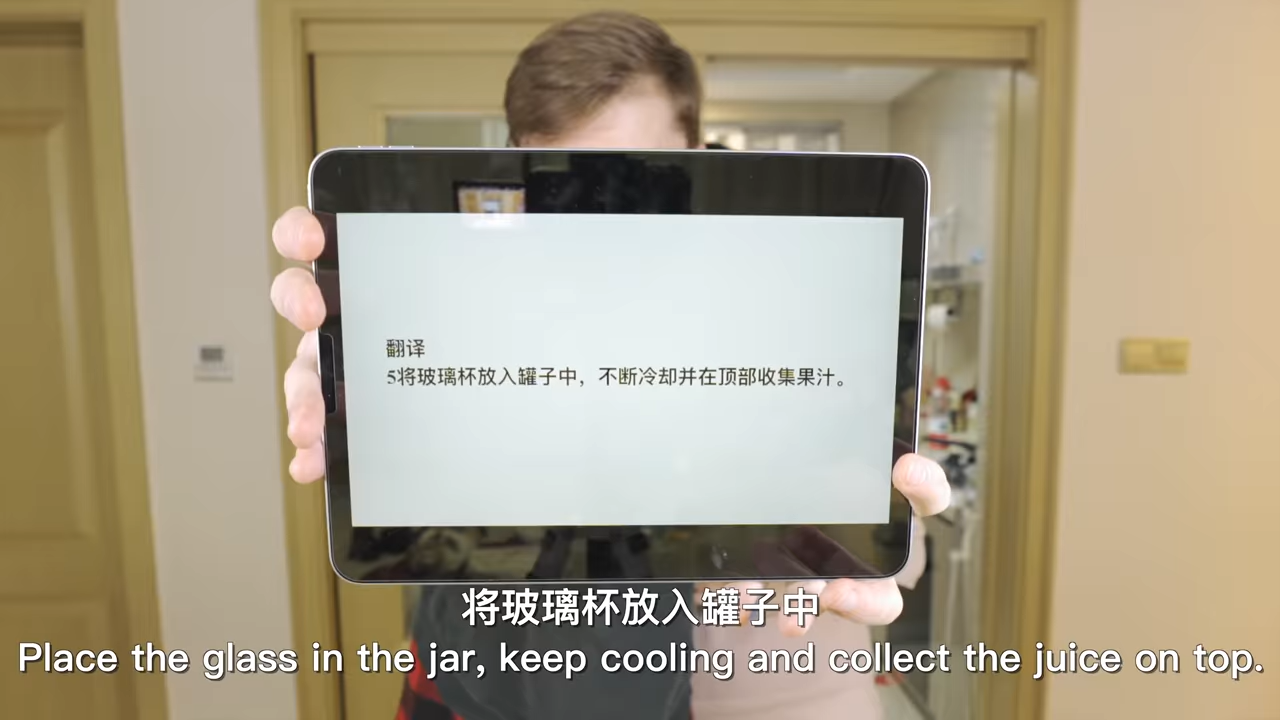 翻译
5将玻璃杯放入罐子中，不断冷却并在顶部收集果汁。
将玻璃杯放入罐子中
Place the glass in the jar, keep cooling and collect the juice on top.